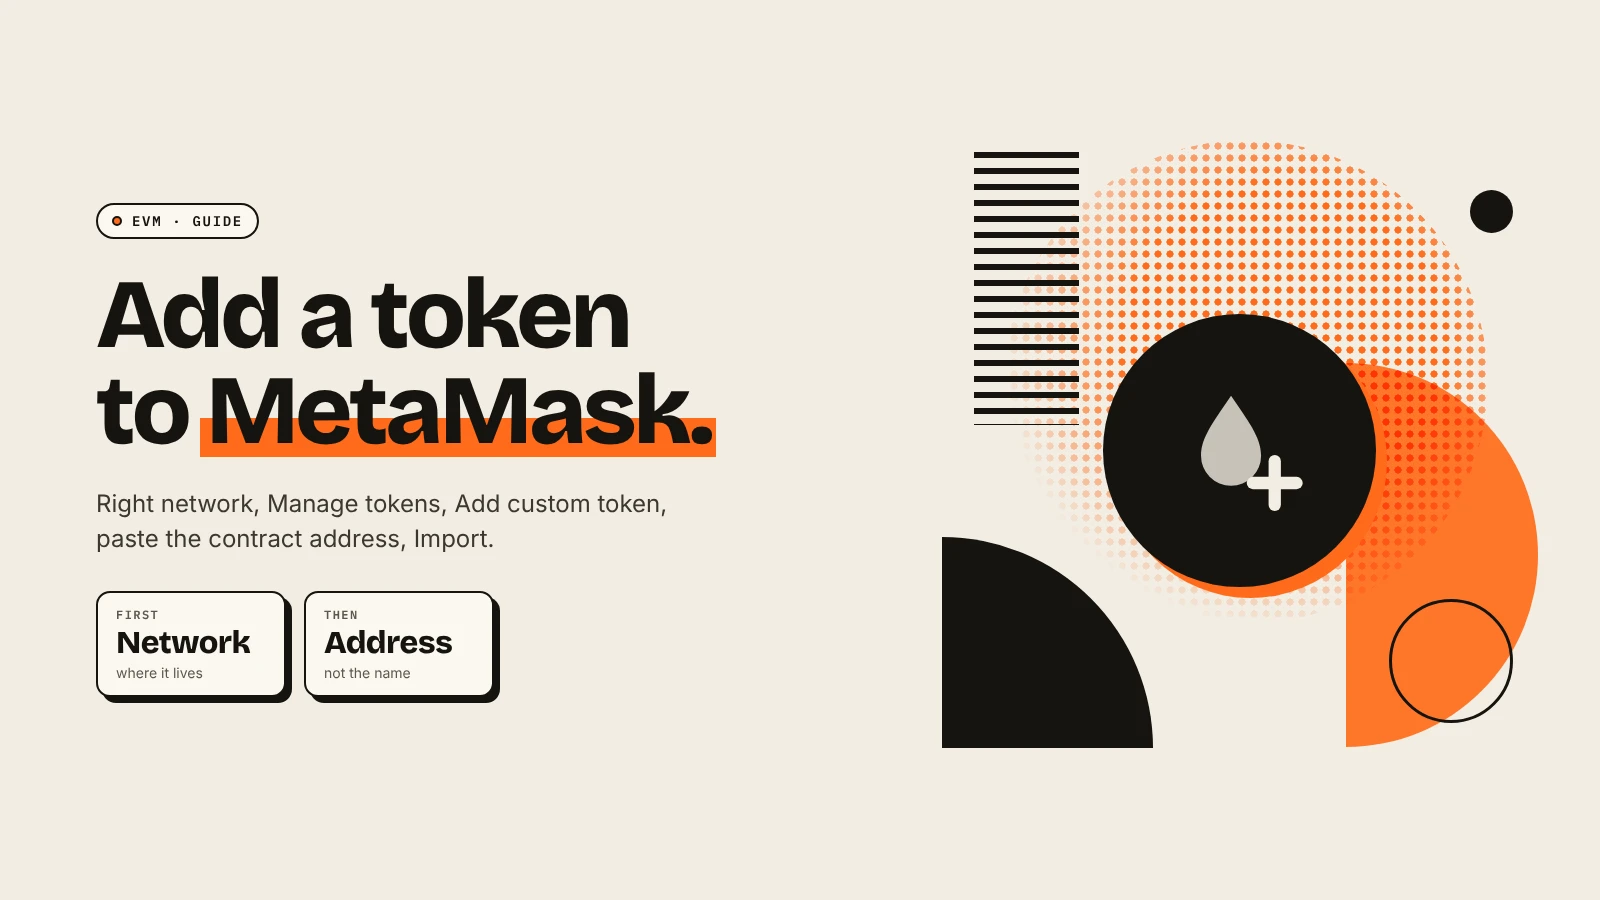 EVM · GUIDE
Add a token
to MetaMask.
Right network, Manage tokens, Add custom token,
paste the contract address, Import.
FIRST
Network
where it lives
THEN
Address
not the name